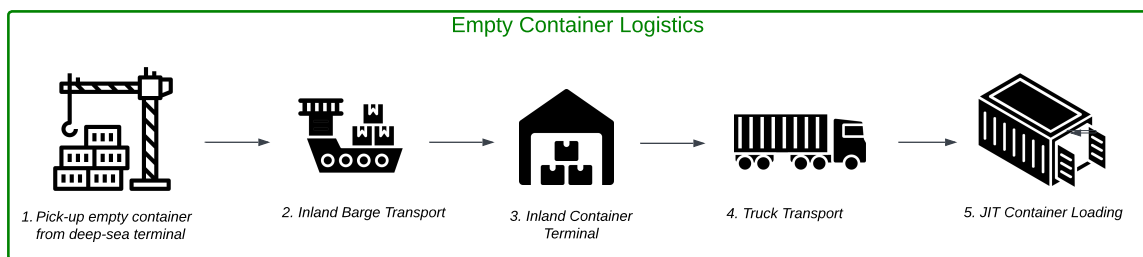 Empty Container Logistics
1. Pick-up empty container
from deep-sea terminal
2. Inland Barge Transport
3. Inland Container
Terminal
4. Truck Transport
5. JIT Container Loading